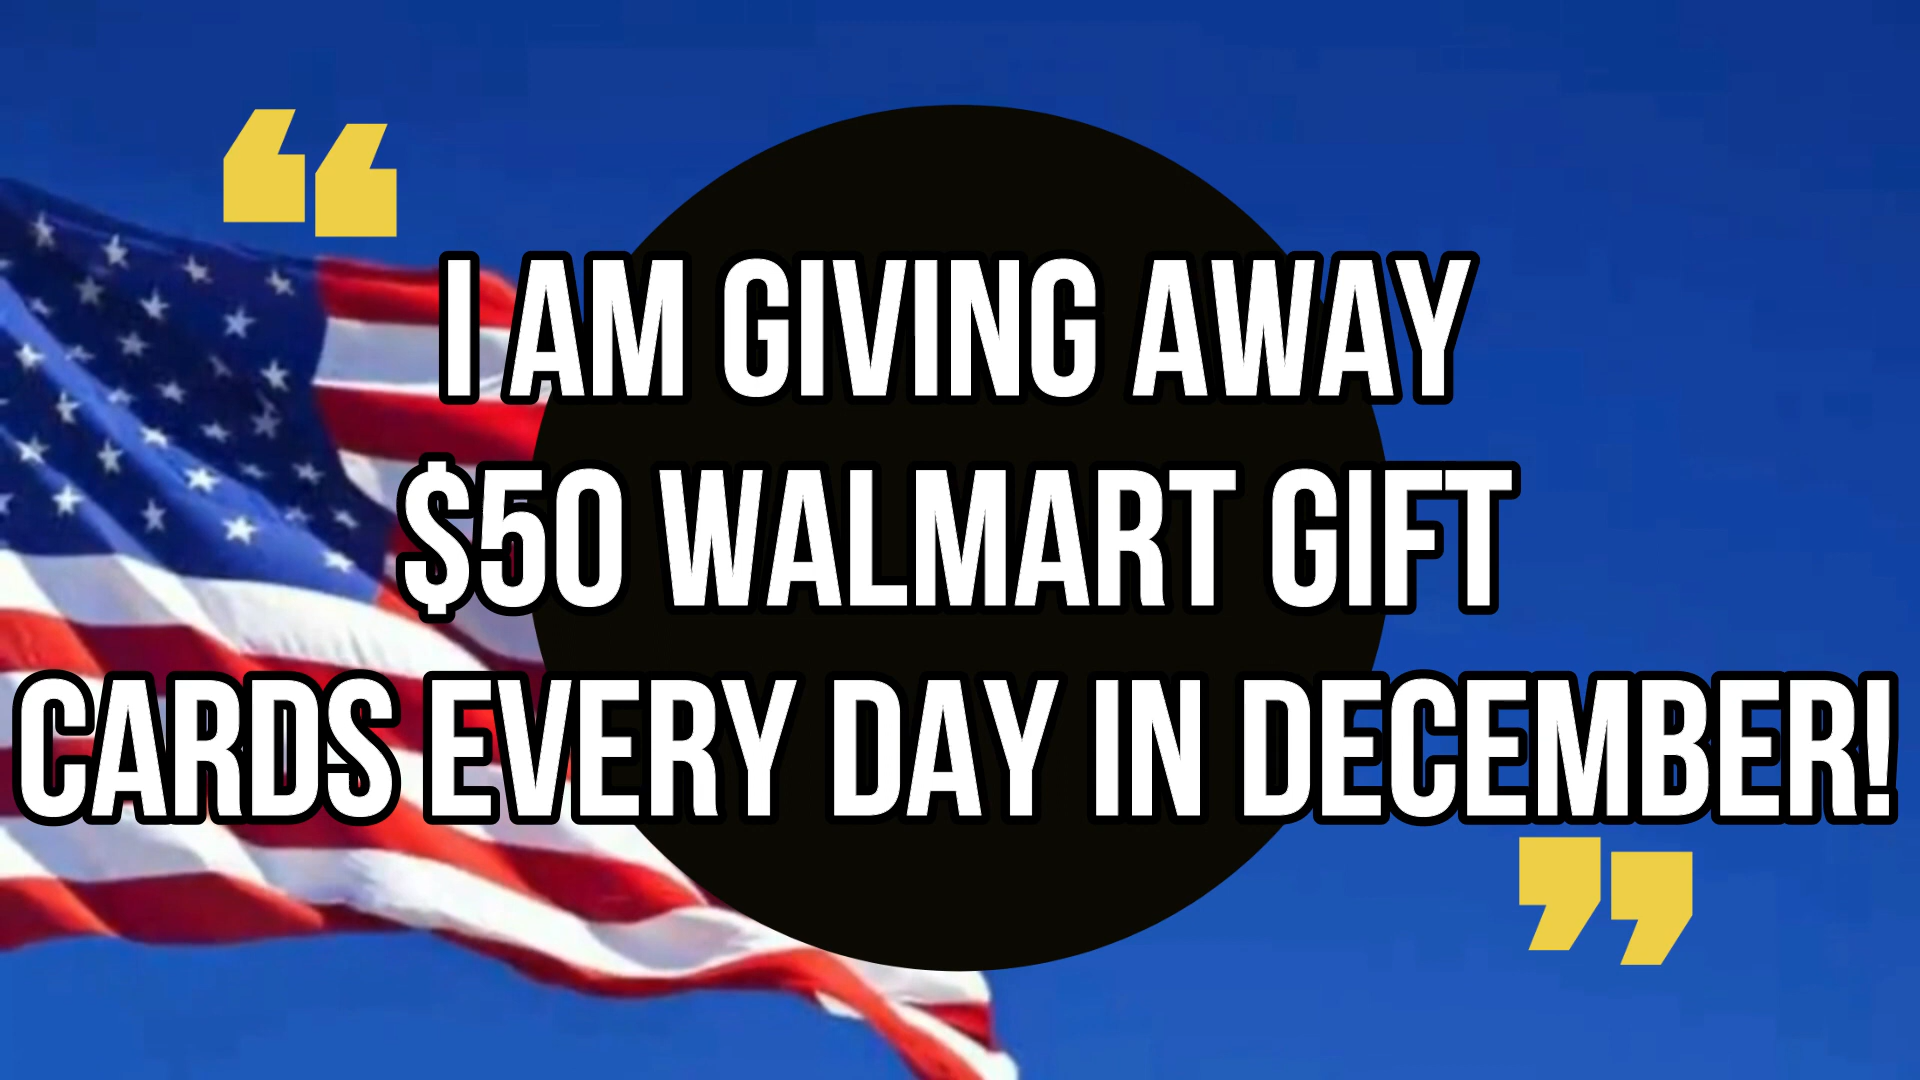 “
I AM GIVING AWAY
$50 WALMART GIFT
CARDS EVERY DAY IN DECEMBER!
”